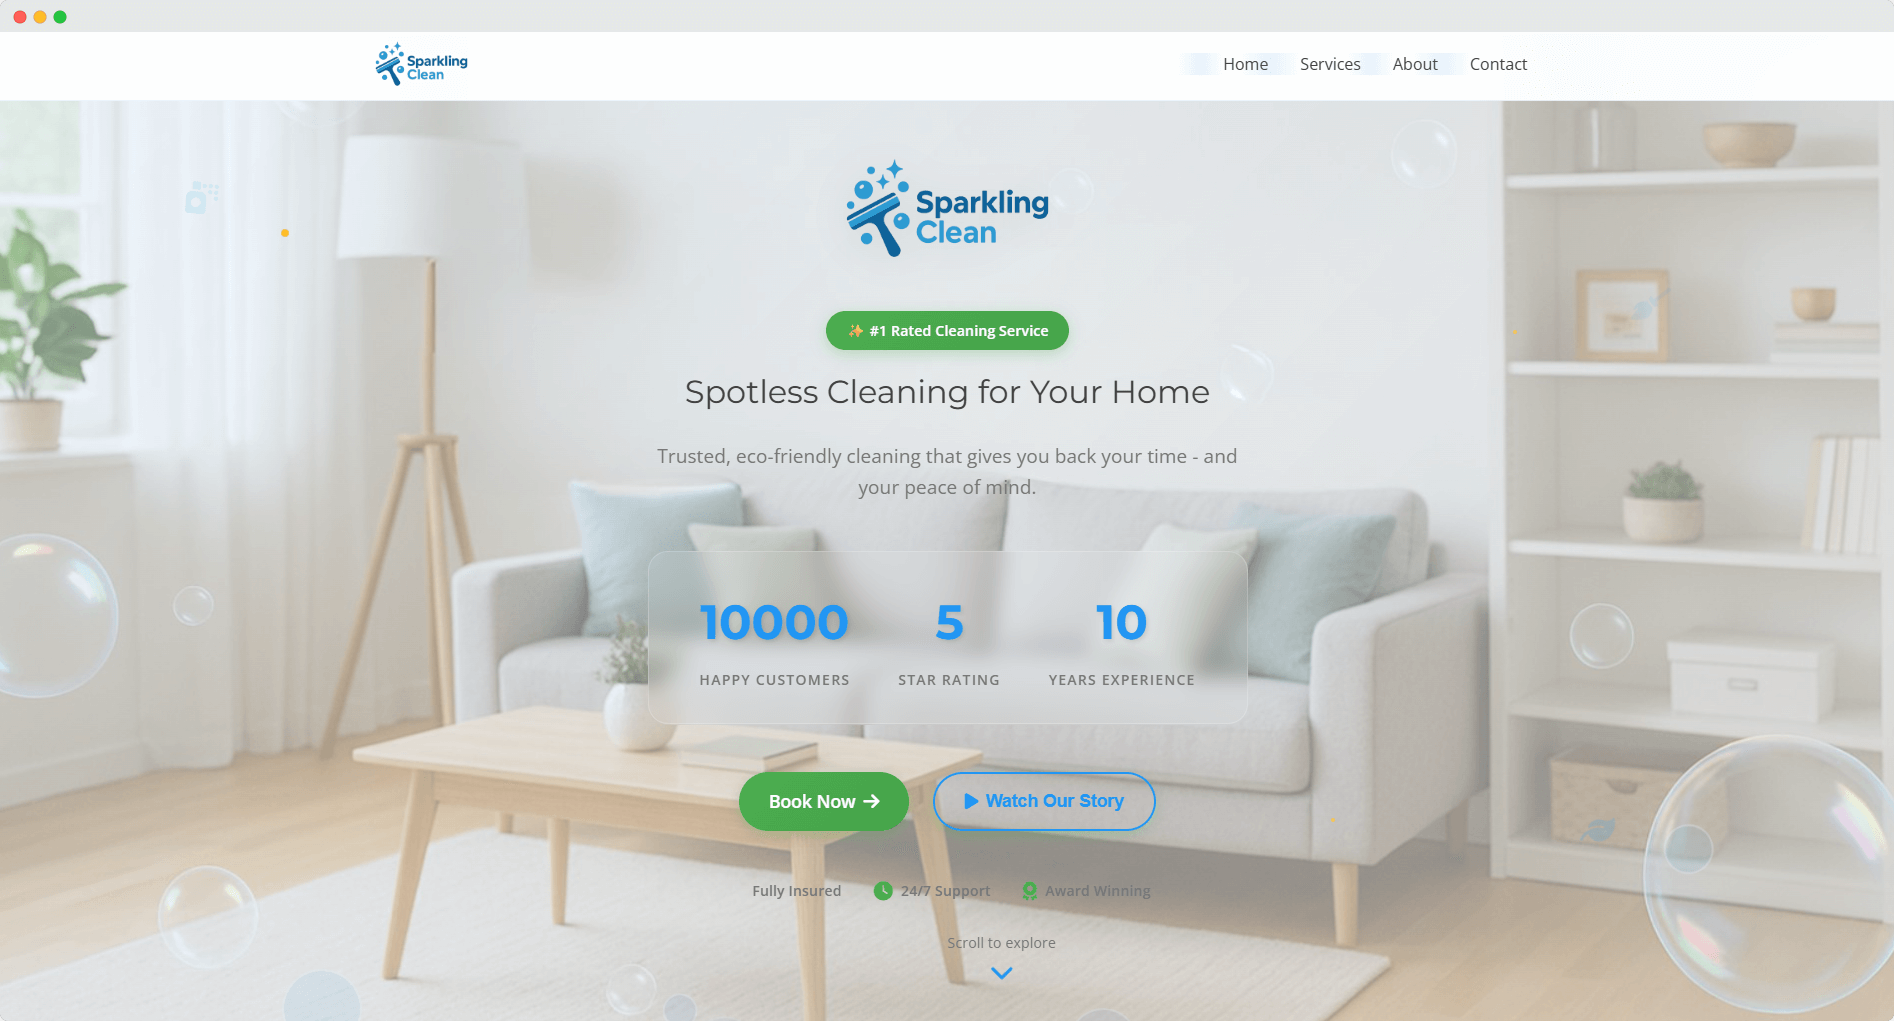 Sparkling
Clean
Home Services About Contact
Sparkling
Clean
✨ #1 Rated Cleaning Service
Spotless Cleaning for Your Home
Trusted, eco-friendly cleaning that gives you back your time - and
your peace of mind.
10000 5 10
HAPPY CUSTOMERS STAR RATING YEARS EXPERIENCE
Book Now → Watch Our Story
Fully Insured 24/7 Support Award Winning
Scroll to explore